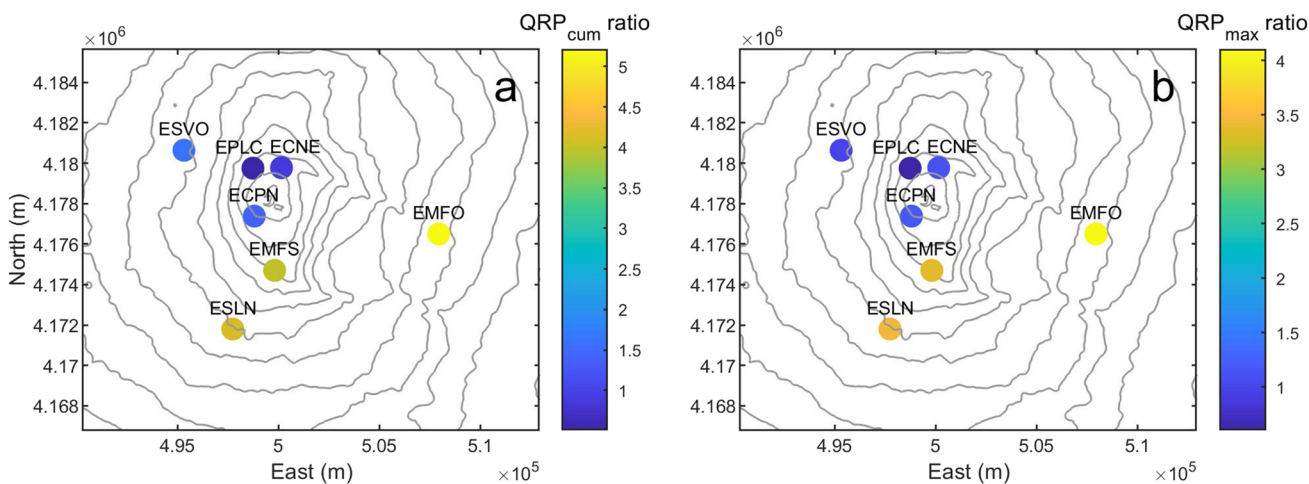 ×10⁶
QRPcum ratio
a
4.184
4.182
4.18
4.178
4.176
4.174
4.172
4.17
4.168
North (m)
ESVO
EPLC ECNE
ECPN
EMFO
EMFS
ESLN
4.95 5 5.05 5.1
East (m)
×10⁵
5
4.5
4
3.5
3
2.5
2
1.5
1
×10⁶
QRPmax ratio
b
4.184
4.182
4.18
4.178
4.176
4.174
4.172
4.17
4.168
ESVO
EPLC ECNE
ECPN
EMFO
EMFS
ESLN
4.95 5 5.05 5.1
East (m)
×10⁵
4
3.5
3
2.5
2
1.5
1